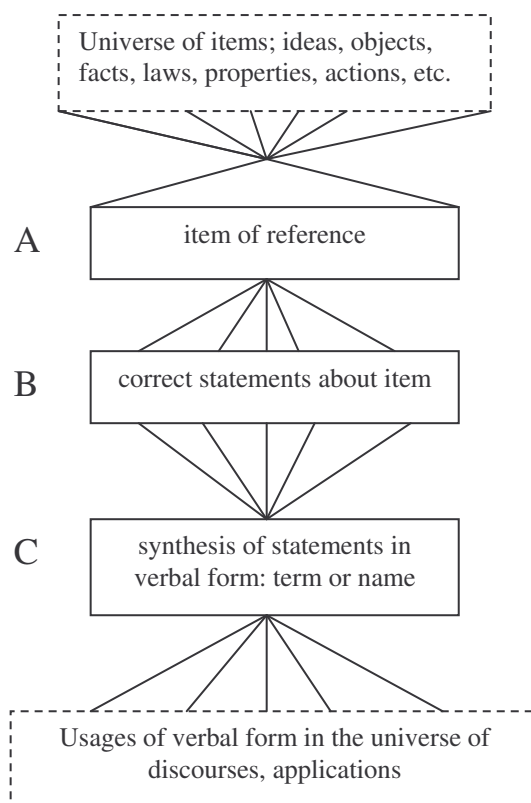 Universe of items; ideas, objects,
facts, laws, properties, actions, etc.
A
item of reference
B
correct statements about item
C
synthesis of statements in
verbal form: term or name
Usages of verbal form in the universe of
discourses, applications